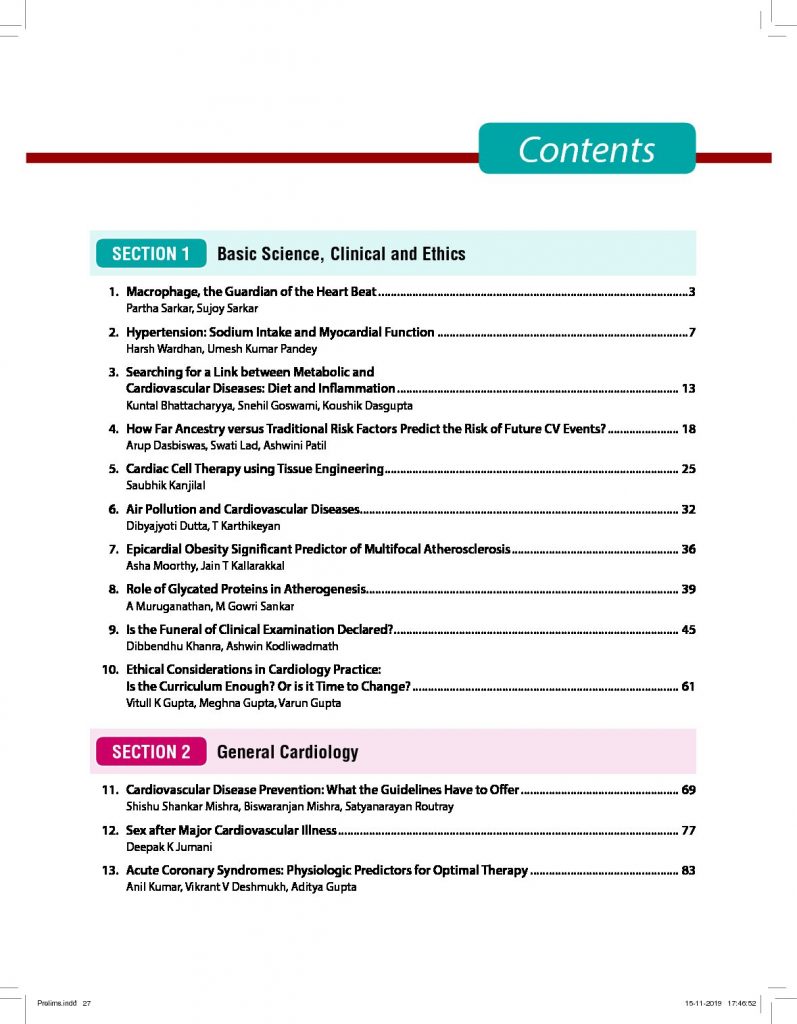 Contents
SECTION 1 Basic Science, Clinical and Ethics
1. Macrophage, the Guardian of the Heart Beat ........ 3
Partha Sarkar, Sujoy Sarkar
2. Hypertension: Sodium Intake and Myocardial Function ........ 7
Harsh Wardhan, Umesh Kumar Pandey
3. Searching for a Link between Metabolic and
Cardiovascular Diseases: Diet and Inflammation ........ 13
Kuntal Bhattacharyya, Snehil Goswami, Koushik Dasgupta
4. How Far Ancestry versus Traditional Risk Factors Predict the Risk of Future CV Events? ........ 18
Arup Dasbiswas, Swati Lad, Ashwini Patil
5. Cardiac Cell Therapy using Tissue Engineering ........ 25
Saubhik Kanjilal
6. Air Pollution and Cardiovascular Diseases ........ 32
Dibyajyoti Dutta, T Karthikeyan
7. Epicardial Obesity Significant Predictor of Multifocal Atherosclerosis ........ 36
Asha Moorthy, Jain T Kallarakkal
8. Role of Glycated Proteins in Atherogenesis ........ 39
A Muruganathan, M Gowri Sankar
9. Is the Funeral of Clinical Examination Declared? ........ 45
Dibbendhu Khanra, Ashwin Kodliwadmath
10. Ethical Considerations in Cardiology Practice:
Is the Curriculum Enough? Or is it Time to Change? ........ 61
Vitull K Gupta, Meghna Gupta, Varun Gupta
SECTION 2 General Cardiology
11. Cardiovascular Disease Prevention: What the Guidelines Have to Offer ........ 69
Shishu Shankar Mishra, Biswaranjan Mishra, Satyanarayan Routray
12. Sex after Major Cardiovascular Illness ........ 77
Deepak K Jumani
13. Acute Coronary Syndromes: Physiologic Predictors for Optimal Therapy ........ 83
Anil Kumar, Vikrant V Deshmukh, Aditya Gupta
Prelims.indd 27 15-11-2019 17:46:52